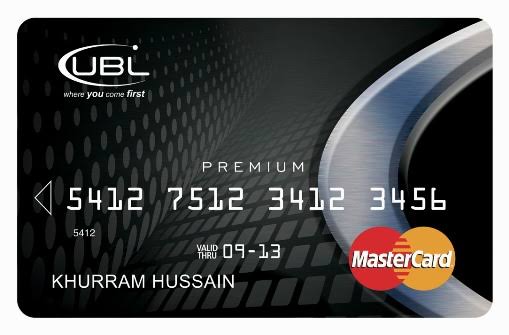 UBL
where you come first
PREMIUM
5412 7512 3412 3456
5412
VALID THRU 09-13
KHURRAM HUSSAIN
MasterCard